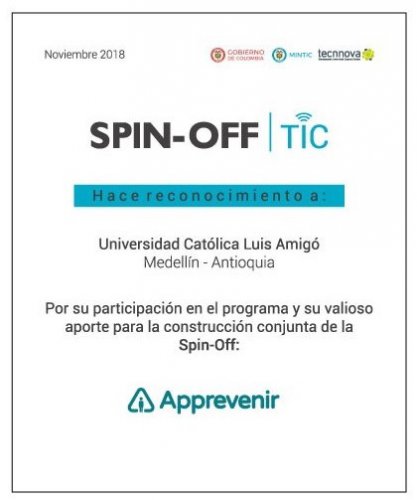 Noviembre 2018
GOBIERNO
DE COLOMBIA
MINTIC
tecnnova
SPIN-OFF TIC
Hace reconocimiento a:
Universidad Católica Luis Amigó
Medellín - Antioquia
Por su participación en el programa y su valioso
aporte para la construcción conjunta de la
Spin-Off:
Apprevenir